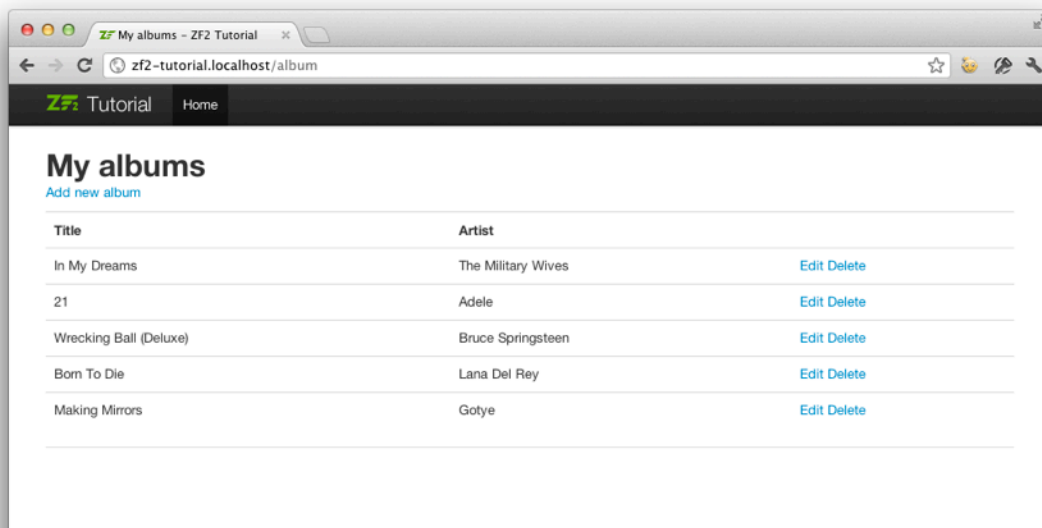 ZF My albums – ZF2 Tutorial
zf2-tutorial.localhost/album
ZF2 Tutorial Home
My albums
Add new album
Title Artist
In My Dreams The Military Wives Edit Delete
21 Adele Edit Delete
Wrecking Ball (Deluxe) Bruce Springsteen Edit Delete
Born To Die Lana Del Rey Edit Delete
Making Mirrors Gotye Edit Delete